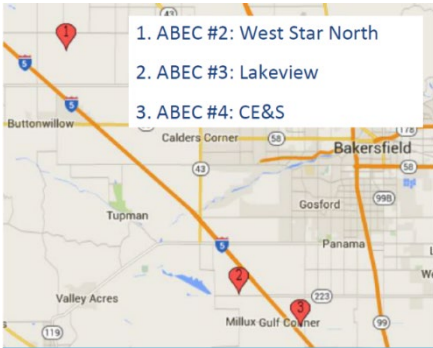 1. ABEC #2: West Star North
2. ABEC #3: Lakeview
3. ABEC #4: CE&S
43
1
5
5
Buttonwillow
Calders Corner
58
178
Bakersfield
58
43
Gosford
99B
Tupman
5
Panama
2
Valley Acres
223
3
Millux Gulf Corner
119
99